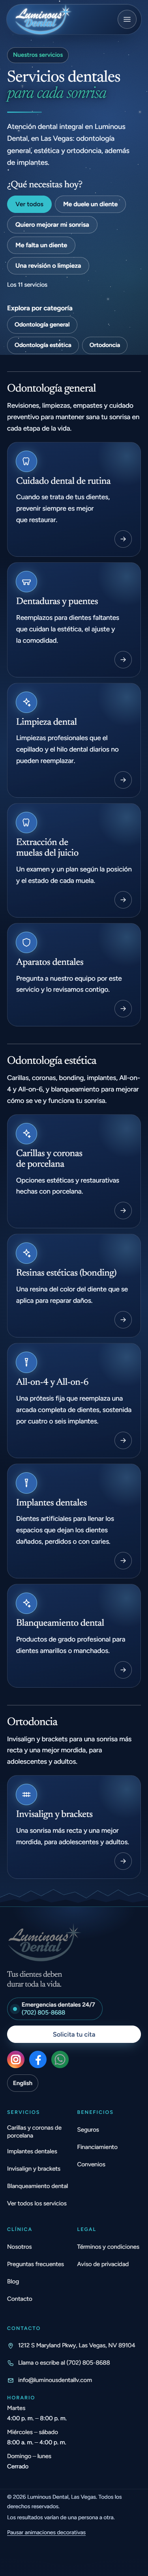 Luminous
Dental
Nuestros servicios
Servicios dentales
para cada sonrisa
Atención dental integral en Luminous
Dental, en Las Vegas: odontología
general, estética y ortodoncia, además
de implantes.
¿Qué necesitas hoy?
Ver todos
Me duele un diente
Quiero mejorar mi sonrisa
Me falta un diente
Una revisión o limpieza
Los 11 servicios
Explora por categoría
Odontología general
Odontología estética
Ortodoncia
Odontología general
Revisiones, limpiezas, empastes y cuidado
preventivo para mantener sana tu sonrisa en
cada etapa de la vida.
Cuidado dental de rutina
Cuando se trata de tus dientes,
prevenir siempre es mejor
que restaurar.
Dentaduras y puentes
Reemplazos para dientes faltantes
que cuidan la estética, el ajuste y
la comodidad.
Limpieza dental
Limpiezas profesionales que el
cepillado y el hilo dental diarios no
pueden reemplazar.
Extracción de
muelas del juicio
Un examen y un plan según la posición
y el estado de cada muela.
Aparatos dentales
Pregunta a nuestro equipo por este
servicio y lo revisamos contigo.
Odontología estética
Carillas, coronas, bonding, implantes, All-on-
4 y All-on-6, y blanqueamiento para mejorar
cómo se ve y funciona tu sonrisa.
Carillas y coronas
de porcelana
Opciones estéticas y restaurativas
hechas con porcelana.
Resinas estéticas (bonding)
Una resina del color del diente que se
aplica para reparar daños.
All-on-4 y All-on-6
Una prótesis fija que reemplaza una
arcada completa de dientes, sostenida
por cuatro o seis implantes.
Implantes dentales
Dientes artificiales para llenar los
espacios que dejan los dientes
dañados, perdidos o con caries.
Blanqueamiento dental
Productos de grado profesional para
dientes amarillos o manchados.
Ortodoncia
Invisalign y brackets para una sonrisa más
recta y una mejor mordida, para
adolescentes y adultos.
Invisalign y brackets
Una sonrisa más recta y una mejor
mordida, para adolescentes y adultos.
Luminous
Dental
Tus dientes deben
durar toda la vida.
Emergencias dentales 24/7
(702) 805-8688
Solicita tu cita
English
SERVICIOS
Carillas y coronas de
porcelana
Implantes dentales
Invisalign y brackets
Blanqueamiento dental
Ver todos los servicios
BENEFICIOS
Seguros
Financiamiento
Convenios
CLÍNICA
Nosotros
Preguntas frecuentes
Blog
Contacto
LEGAL
Términos y condiciones
Aviso de privacidad
CONTACTO
1212 S Maryland Pkwy, Las Vegas, NV 89104
Llama o escribe al (702) 805-8688
info@luminousdentallv.com
HORARIO
Martes
4:00 p. m. – 8:00 p. m.
Miércoles – sábado
8:00 a. m. – 4:00 p. m.
Domingo – lunes
Cerrado
© 2026 Luminous Dental, Las Vegas. Todos los
derechos reservados.
Los resultados varían de una persona a otra.
Pausar animaciones decorativas